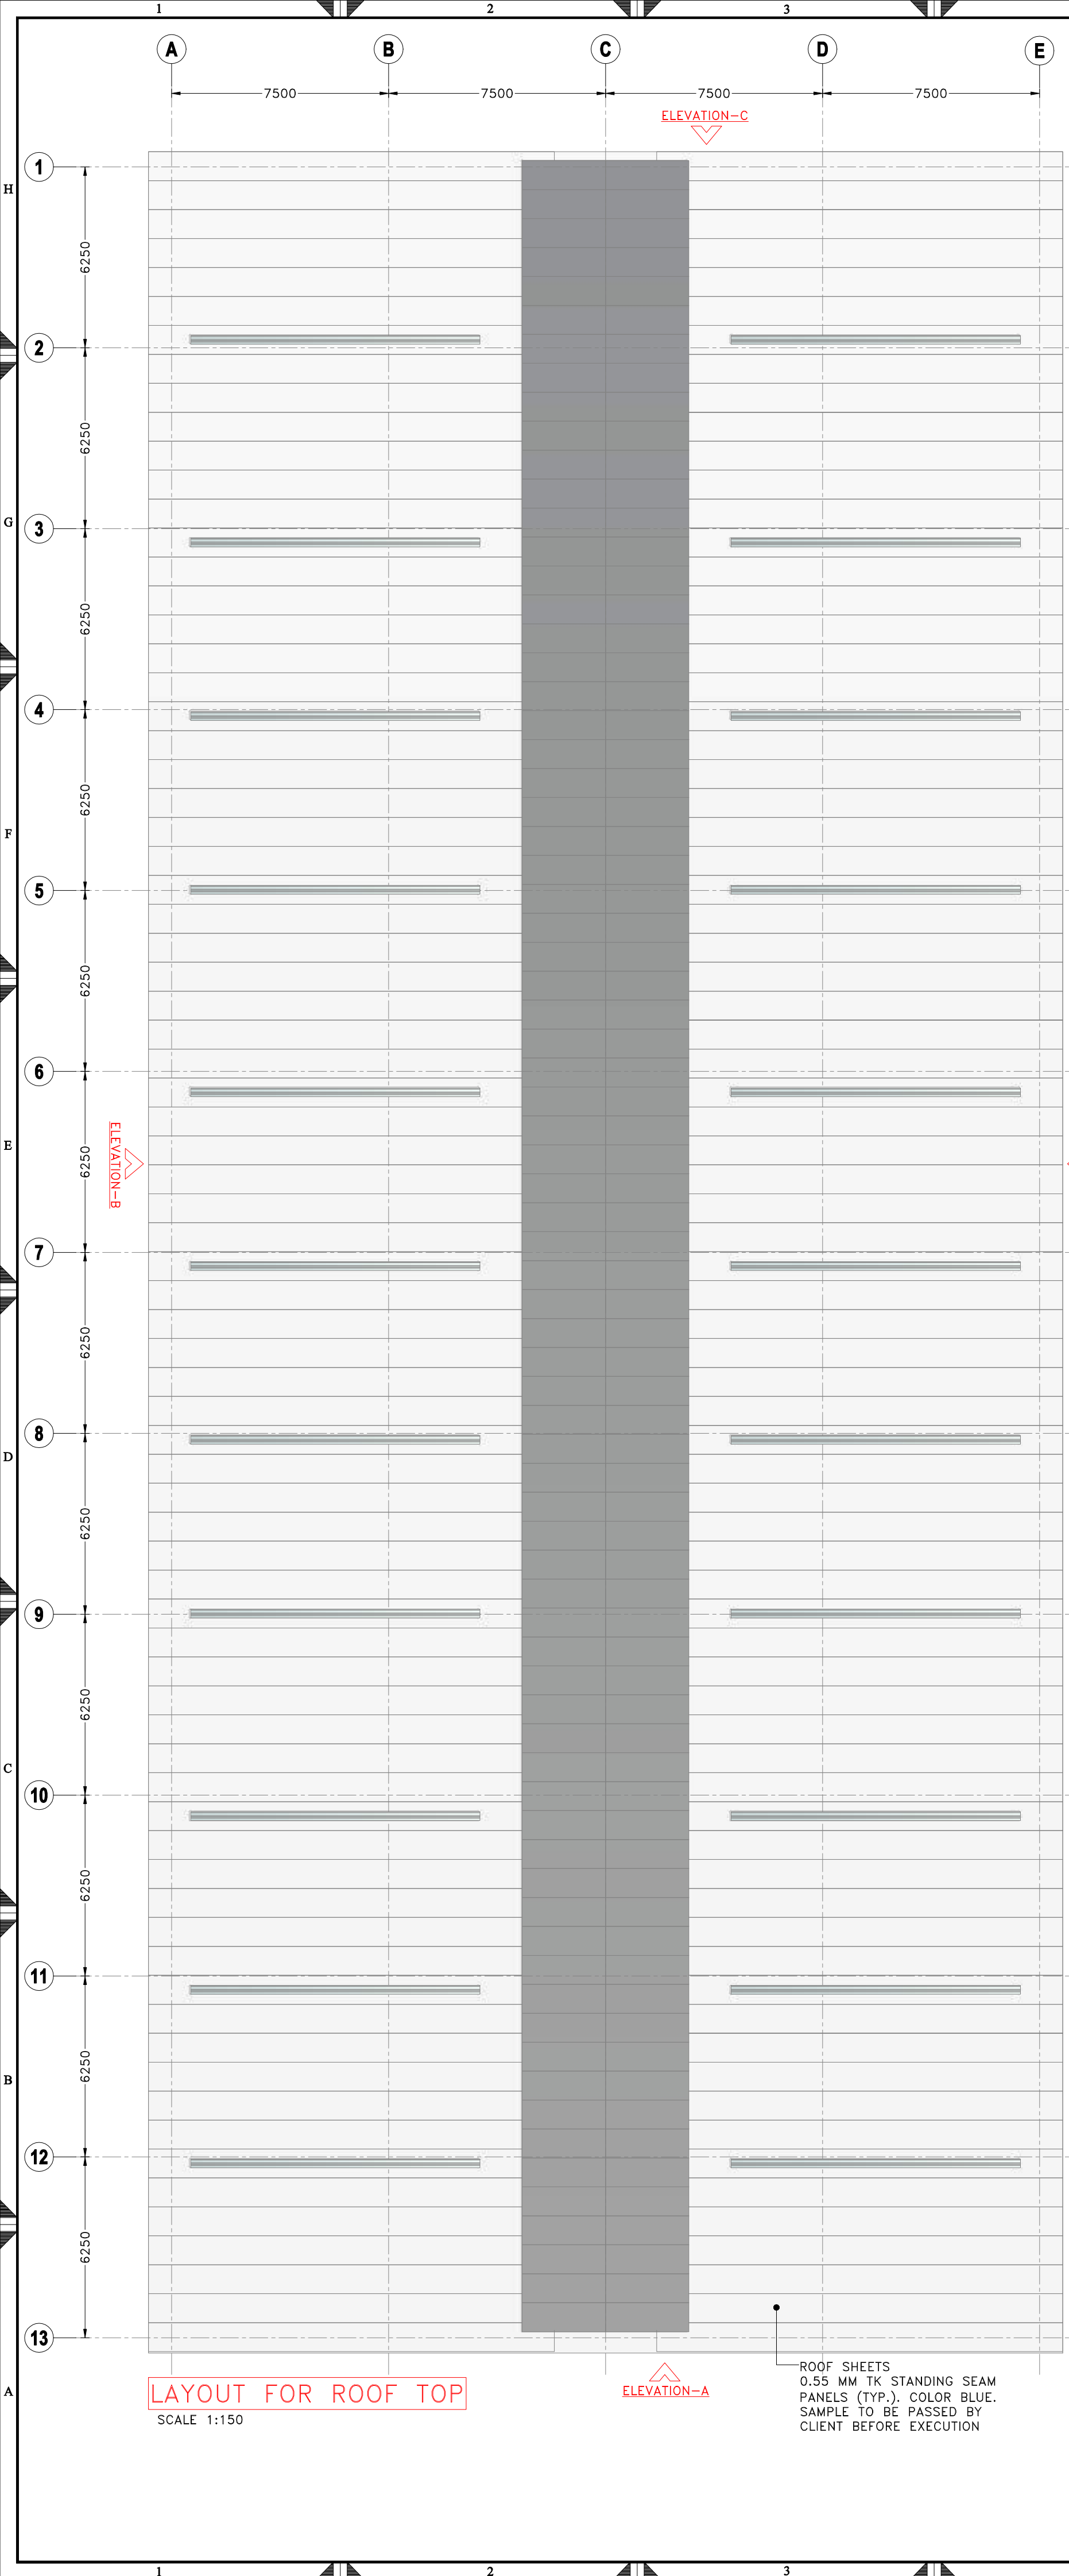 1 2 3
A B C D E
7500 7500 7500 7500
ELEVATION-C
1
H
6250
2
6250
G
3
6250
4
6250
F
5
6250
6
ELEVATION-B
E
6250
7
6250
8
D
6250
9
6250
C
10
6250
11
6250
B
12
6250
13
A
LAYOUT FOR ROOF TOP
SCALE 1:150
ELEVATION-A
ROOF SHEETS
0.55 MM TK STANDING SEAM
PANELS (TYP.). COLOR BLUE.
SAMPLE TO BE PASSED BY
CLIENT BEFORE EXECUTION
1 2 3